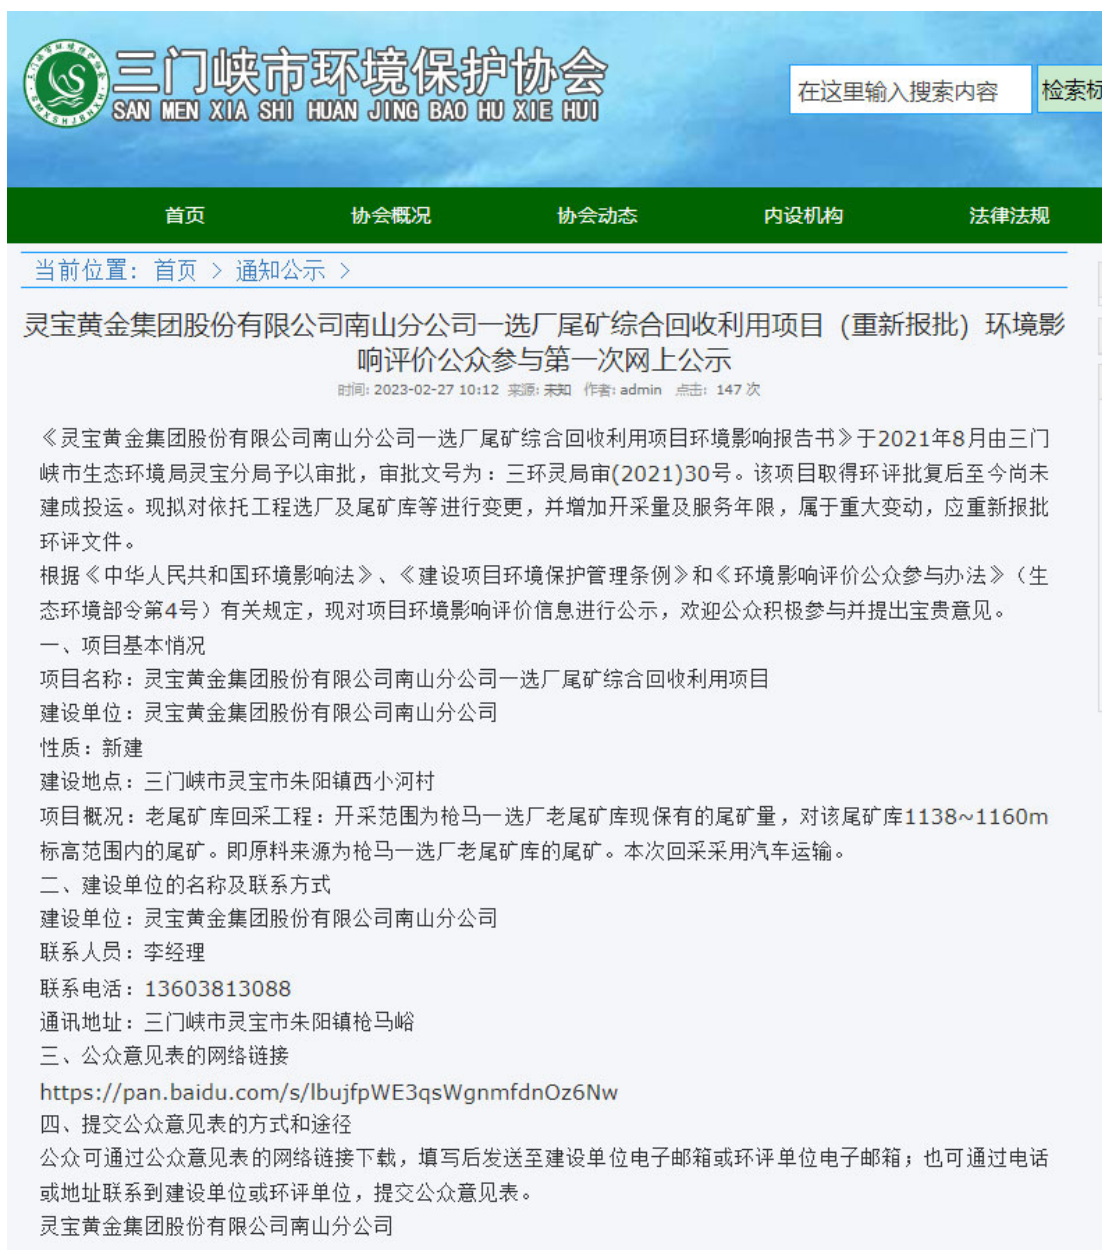 三门峡市环境保护协会
SAN MEN XIA SHI HUAN JING BAO HU XIE HUI
在这里输入搜索内容 检索标
首页 协会概况 协会动态 内设机构 法律法规
当前位置: 首页 > 通知公示 >
灵宝黄金集团股份有限公司南山分公司一选厂尾矿综合回收利用项目（重新报批）环境影
响评价公众参与第一次网上公示
时间: 2023-02-27 10:12 来源: 未知 作者: admin 点击: 147 次
《灵宝黄金集团股份有限公司南山分公司一选厂尾矿综合回收利用项目环境影响报告书》于2021年8月由三门
峡市生态环境局灵宝分局予以审批，审批文号为：三环灵局审(2021)30号。该项目取得环评批复后至今尚未
建成投运。现拟对依托工程选厂及尾矿库等进行变更，并增加开采量及服务年限，属于重大变动，应重新报批
环评文件。
根据《中华人民共和国环境影响法》、《建设项目环境保护管理条例》和《环境影响评价公众参与办法》（生
态环境部令第4号）有关规定，现对项目环境影响评价信息进行公示，欢迎公众积极参与并提出宝贵意见。
一、项目基本悄况
项目名称：灵宝黄金集团股份有限公司南山分公司一选厂尾矿综合回收利用项目
建设单位：灵宝黄金集团股份有限公司南山分公司
性质：新建
建设地点：三门峡市灵宝市朱阳镇西小河村
项目概况：老尾矿库回采工程：开采范围为枪马一选厂老尾矿库现保有的尾矿量，对该尾矿库1138~1160m
标高范围内的尾矿。即原料来源为枪马一选厂老尾矿库的尾矿。本次回采采用汽车运输。
二、建设单位的名称及联系方式
建设单位：灵宝黄金集团股份有限公司南山分公司
联系人员：李经理
联系电话：13603813088
通讯地址：三门峡市灵宝市朱阳镇枪马峪
三、公众意见表的网络链接
https://pan.baidu.com/s/lbujfpWE3qsWgnmfdnOz6Nw
四、提交公众意见表的方式和途径
公众可通过公众意见表的网络链接下载，填写后发送至建设单位电子邮箱或环评单位电子邮箱；也可通过电话
或地址联系到建设单位或环评单位，提交公众意见表。
灵宝黄金集团股份有限公司南山分公司